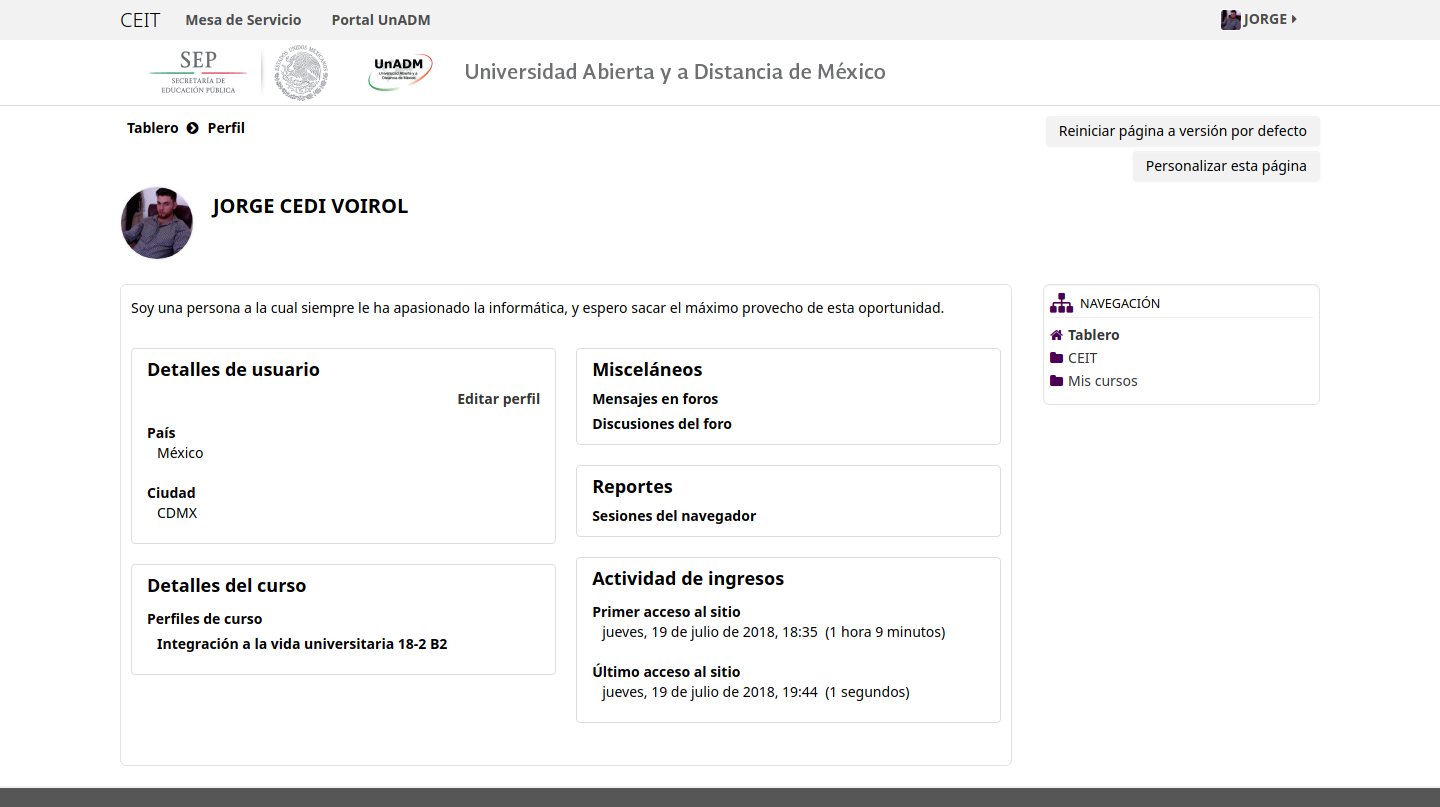 CEIT Mesa de Servicio Portal UnADM JORGE
SEP
SECRETARÍA DE
EDUCACIÓN PÚBLICA
ESTADOS UNIDOS MEXICANOS
UnADM
Universidad Abierta y a
Distancia de México
Universidad Abierta y a Distancia de México
Tablero Perfil
Reiniciar página a versión por defecto
Personalizar esta página
JORGE CEDI VOIROL
Soy una persona a la cual siempre le ha apasionado la informática, y espero sacar el máximo provecho de esta oportunidad.
Detalles de usuario
Editar perfil
País
México
Ciudad
CDMX
Detalles del curso
Perfiles de curso
Integración a la vida universitaria 18-2 B2
Misceláneos
Mensajes en foros
Discusiones del foro
Reportes
Sesiones del navegador
Actividad de ingresos
Primer acceso al sitio
jueves, 19 de julio de 2018, 18:35 (1 hora 9 minutos)
Último acceso al sitio
jueves, 19 de julio de 2018, 19:44 (1 segundos)
NAVEGACIÓN
Tablero
CEIT
Mis cursos